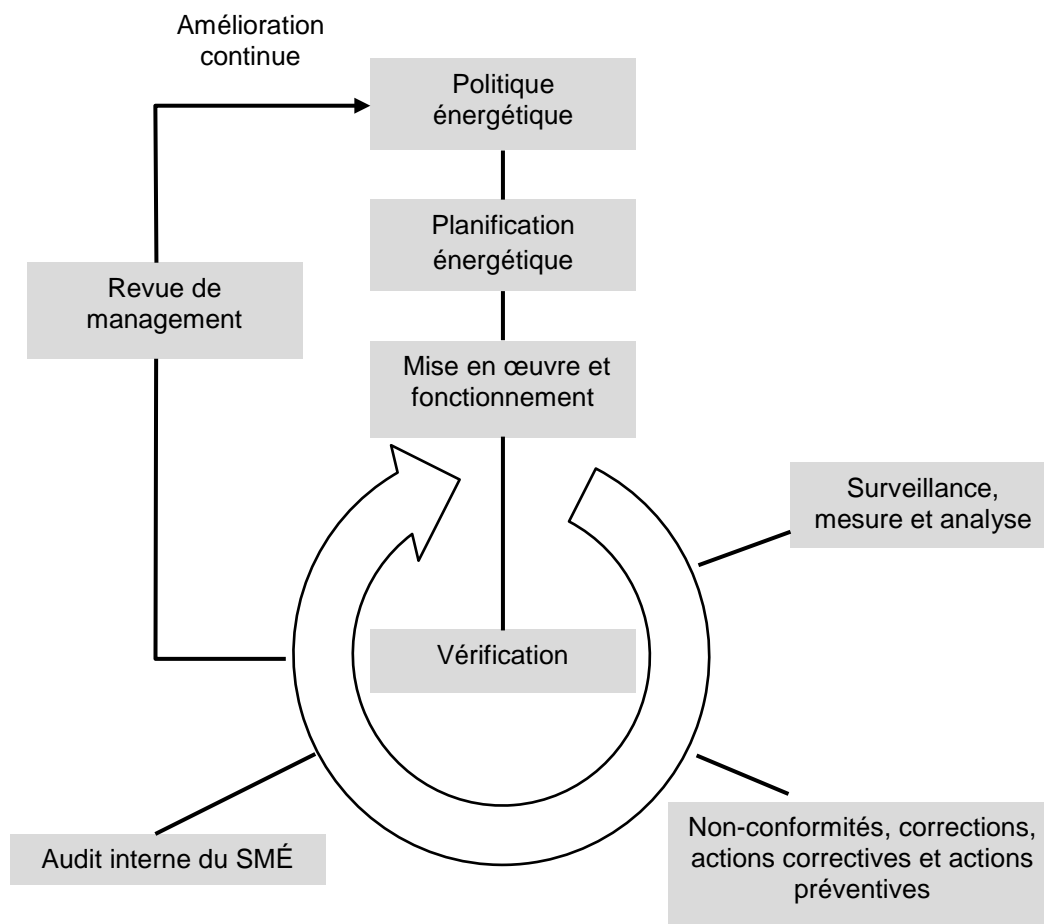 Amélioration
continue
Politique
énergétique
Planification
énergétique
Revue de
management
Mise en œuvre et
fonctionnement
Surveillance,
mesure et analyse
Vérification
Non-conformités, corrections,
actions correctives et actions
préventives
Audit interne du SMÉ